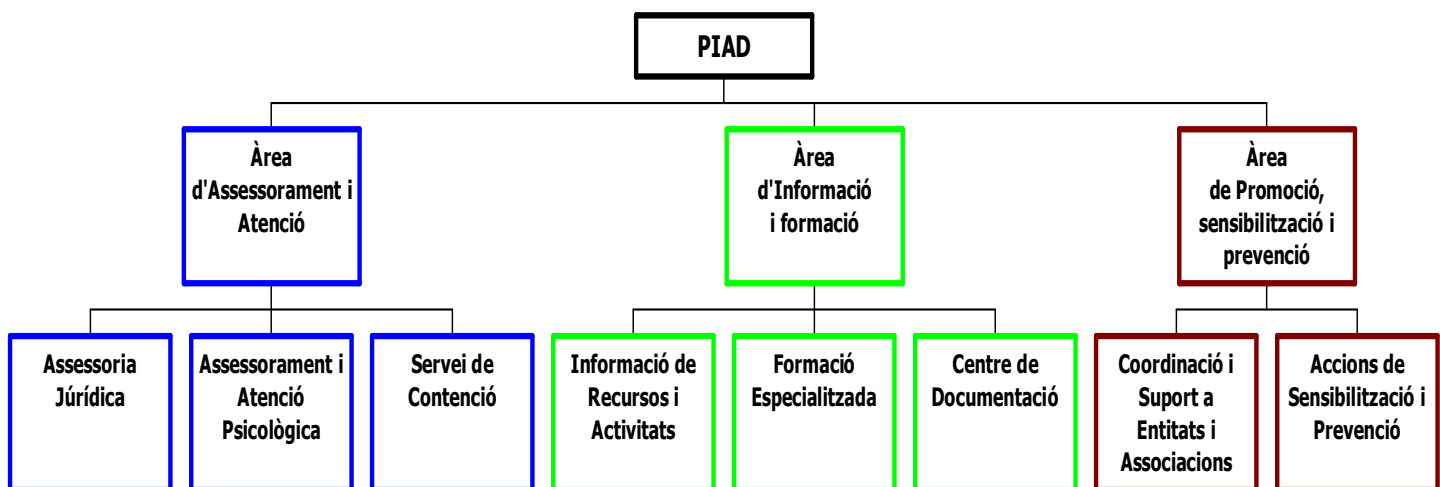 PIAD
Àrea
d'Assessorament i
Atenció
Àrea
d'Informació
i formació
Àrea
de Promoció,
sensibilització i
prevenció
Assessoria
Júrídica
Assessorament i
Atenció
Psicològica
Servei de
Contenció
Informació de
Recursos i
Activitats
Formació
Especialitzada
Centre de
Documentació
Coordinació i
Suport a
Entitats i
Associacions
Accions de
Sensibilització i
Prevenció